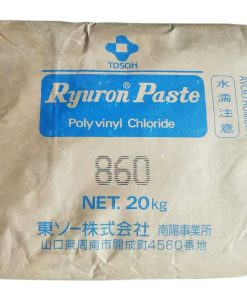 TOSOH
Ryuron® Paste
Polyvinyl Chloride
水濡注意
860
NET. 20kg
東ソー株式会社 南陽事業所
山口県周南市開成町4560番地